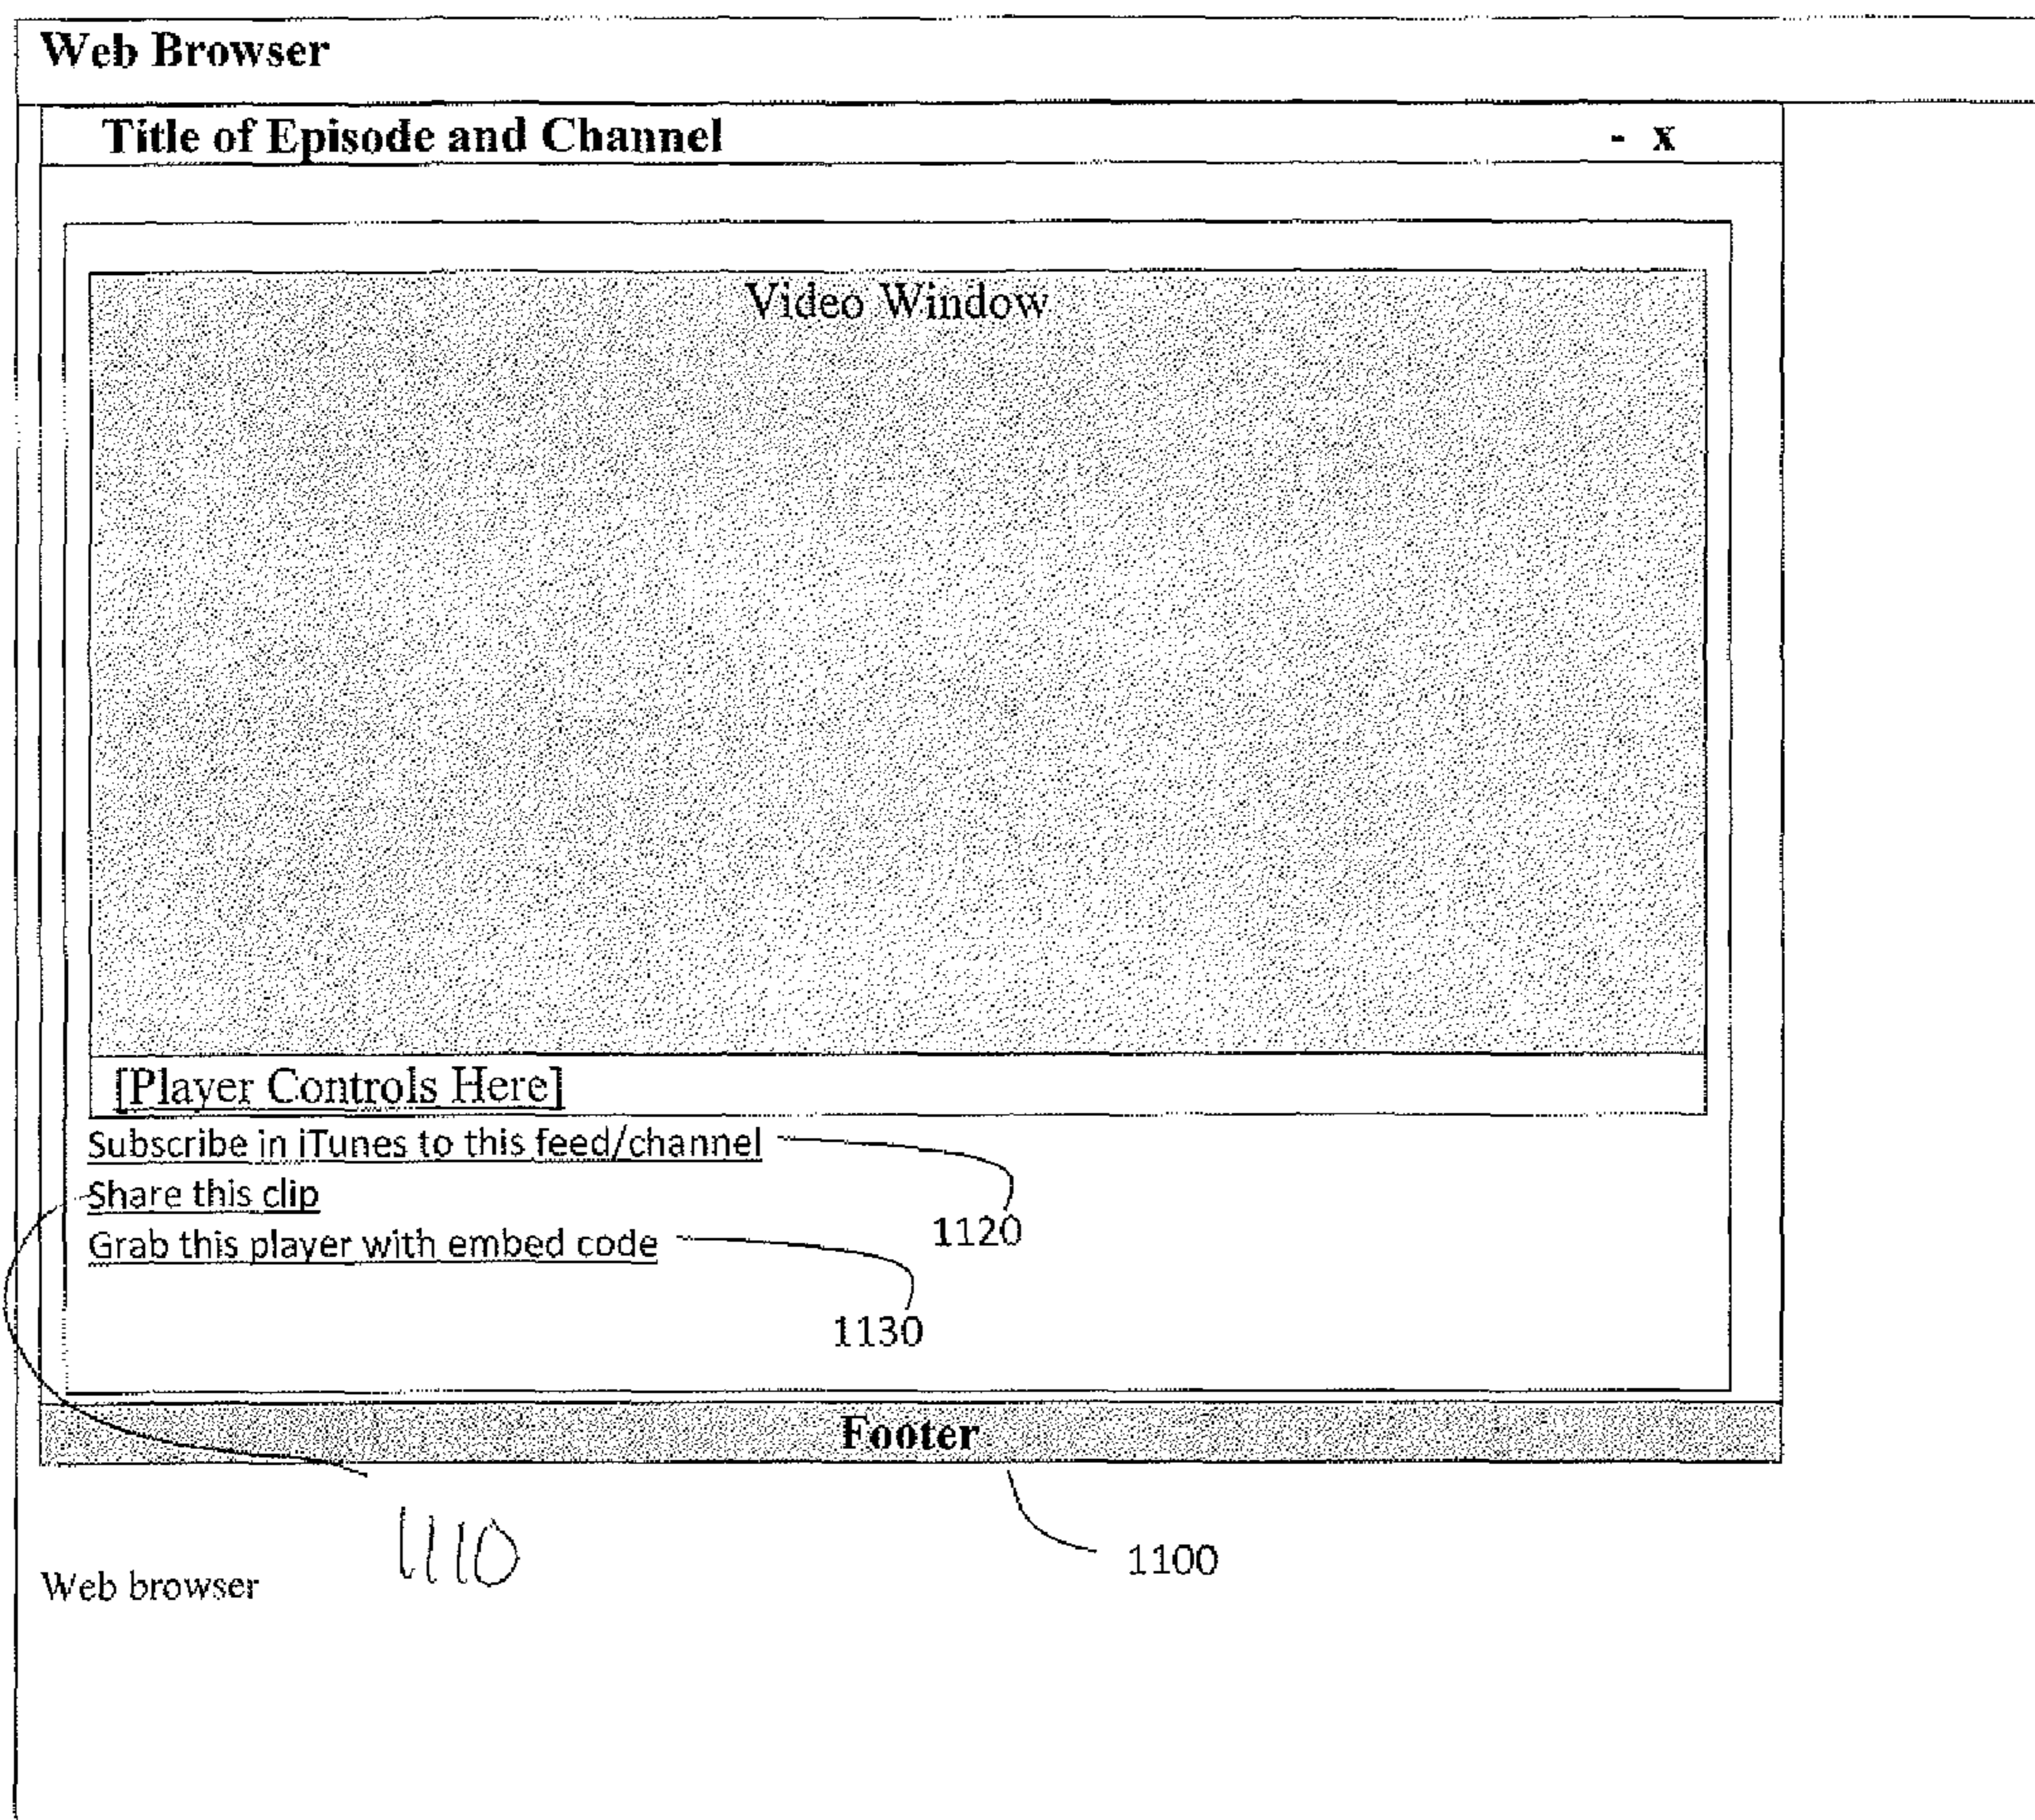 Web Browser
Title of Episode and Channel - x
Video Window
[Player Controls Here]
Subscribe in iTunes to this feed/channel
Share this clip
1120
Grab this player with embed code
1130
Footer
1110
1100
Web browser